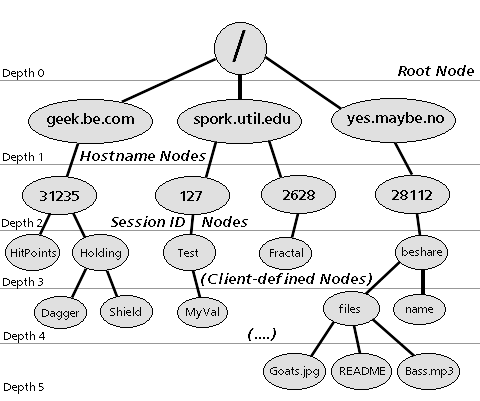 /
Depth 0
Root Node
geek.be.com
spork.util.edu
yes.maybe.no
Depth 1
Hostname Nodes
31235
127
2628
28112
Depth 2
Session ID Nodes
HitPoints
Holding
Test
Fractal
beshare
Depth 3
(Client-defined Nodes)
Dagger
Shield
MyVal
files
name
Depth 4
(....)
Goats.jpg
README
Bass.mp3
Depth 5